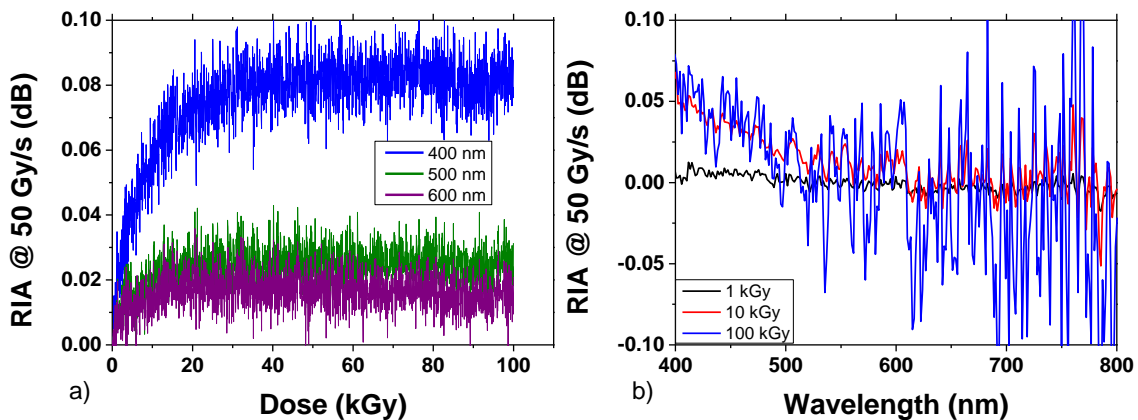 RIA @ 50 Gy/s (dB)
0.10
0.08
0.06
0.04
0.02
0.00
400 nm
500 nm
600 nm
0
20
40
60
80
100
a)
Dose (kGy)
RIA @ 50 Gy/s (dB)
0.10
0.05
0.00
-0.05
-0.10
1 kGy
10 kGy
100 kGy
400
500
600
700
800
b)
Wavelength (nm)